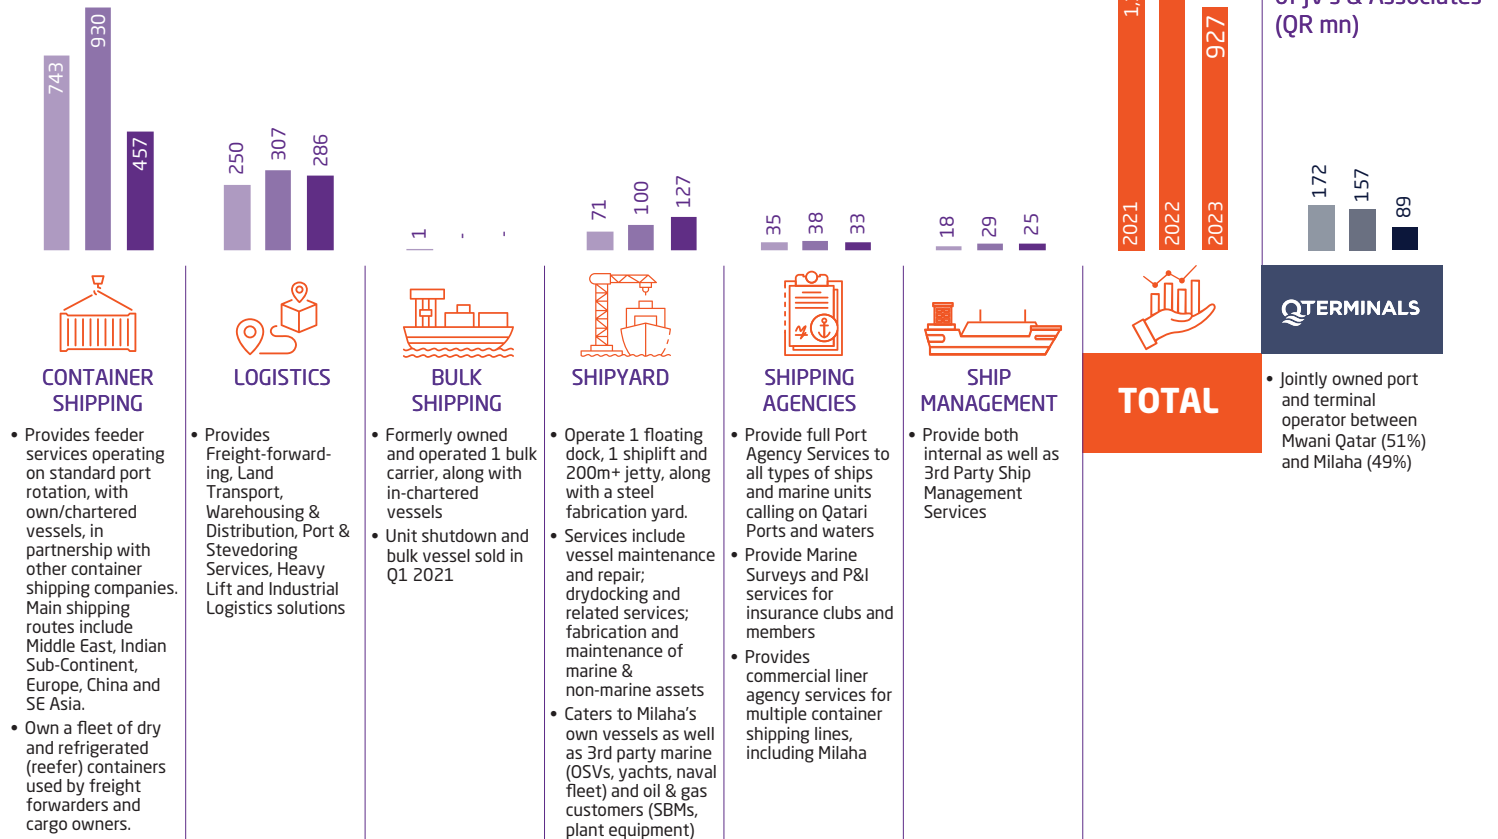 743
930
457
250
307
286
1
-
-
71
100
127
35
38
33
18
29
25
2021
2022
927
2023
(QR mn)
172
157
89
QTERMINALS
CONTAINER
SHIPPING
• Provides feeder
services operating
on standard port
rotation, with
own/chartered
vessels, in
partnership with
other container
shipping companies.
Main shipping
routes include
Middle East, Indian
Sub-Continent,
Europe, China and
SE Asia.
• Own a fleet of dry
and refrigerated
(reefer) containers
used by freight
forwarders and
cargo owners.
LOGISTICS
• Provides
Freight-forward-
ing, Land
Transport,
Warehousing &
Distribution, Port &
Stevedoring
Services, Heavy
Lift and Industrial
Logistics solutions
BULK
SHIPPING
• Formerly owned
and operated 1 bulk
carrier, along with
in-chartered
vessels
• Unit shutdown and
bulk vessel sold in
Q1 2021
SHIPYARD
• Operate 1 floating
dock, 1 shiplift and
200m+ jetty, along
with a steel
fabrication yard.
• Services include
vessel maintenance
and repair;
drydocking and
related services;
fabrication and
maintenance of
marine &
non-marine assets
• Caters to Milaha's
own vessels as well
as 3rd party marine
(OSVs, yachts, naval
fleet) and oil & gas
customers (SBMs,
plant equipment)
SHIPPING
AGENCIES
• Provide full Port
Agency Services to
all types of ships
and marine units
calling on Qatari
Ports and waters
• Provide Marine
Surveys and P&I
services for
insurance clubs and
members
• Provides
commercial liner
agency services for
multiple container
shipping lines,
including Milaha
SHIP
MANAGEMENT
• Provide both
internal as well as
3rd Party Ship
Management
Services
TOTAL
• Jointly owned port
and terminal
operator between
Mwani Qatar (51%)
and Milaha (49%)